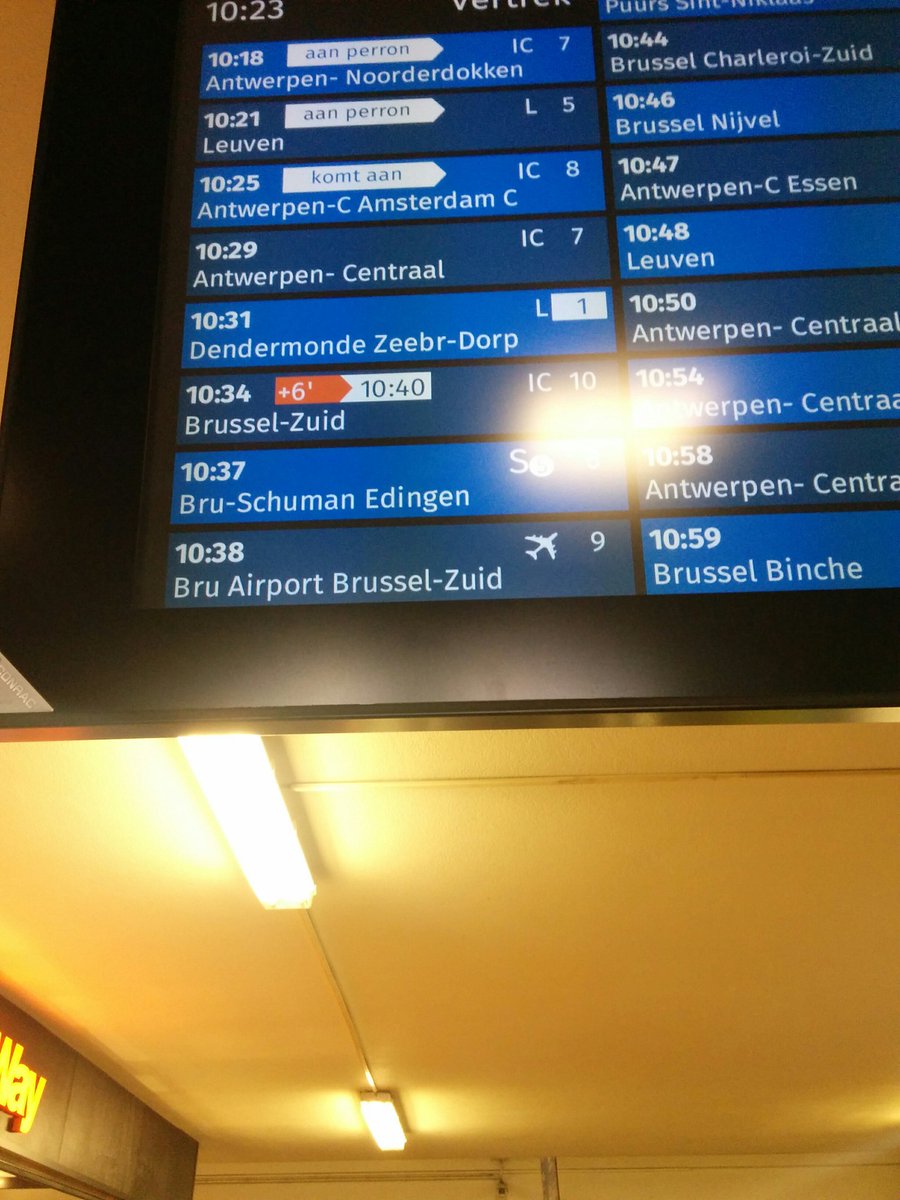 10:23 Vertrek
10:18 aan perron IC 7
Antwerpen- Noorderdokken
10:21 aan perron L 5
Leuven
10:25 komt aan IC 8
Antwerpen-C Amsterdam C
10:29 IC 7
Antwerpen- Centraal
10:31 L 1
Dendermonde Zeebr-Dorp
10:34 +6' 10:40 IC 10
Brussel-Zuid
10:37 S
Bru-Schuman Edingen
10:38 9
Bru Airport Brussel-Zuid
Puurs Sint-Niklaas
10:44
Brussel Charleroi-Zuid
10:46
Brussel Nijvel
10:47
Antwerpen-C Essen
10:48
Leuven
10:50
Antwerpen- Centraal
10:54
Antwerpen- Centraa
10:58
Antwerpen- Centra
10:59
Brussel Binche
Way